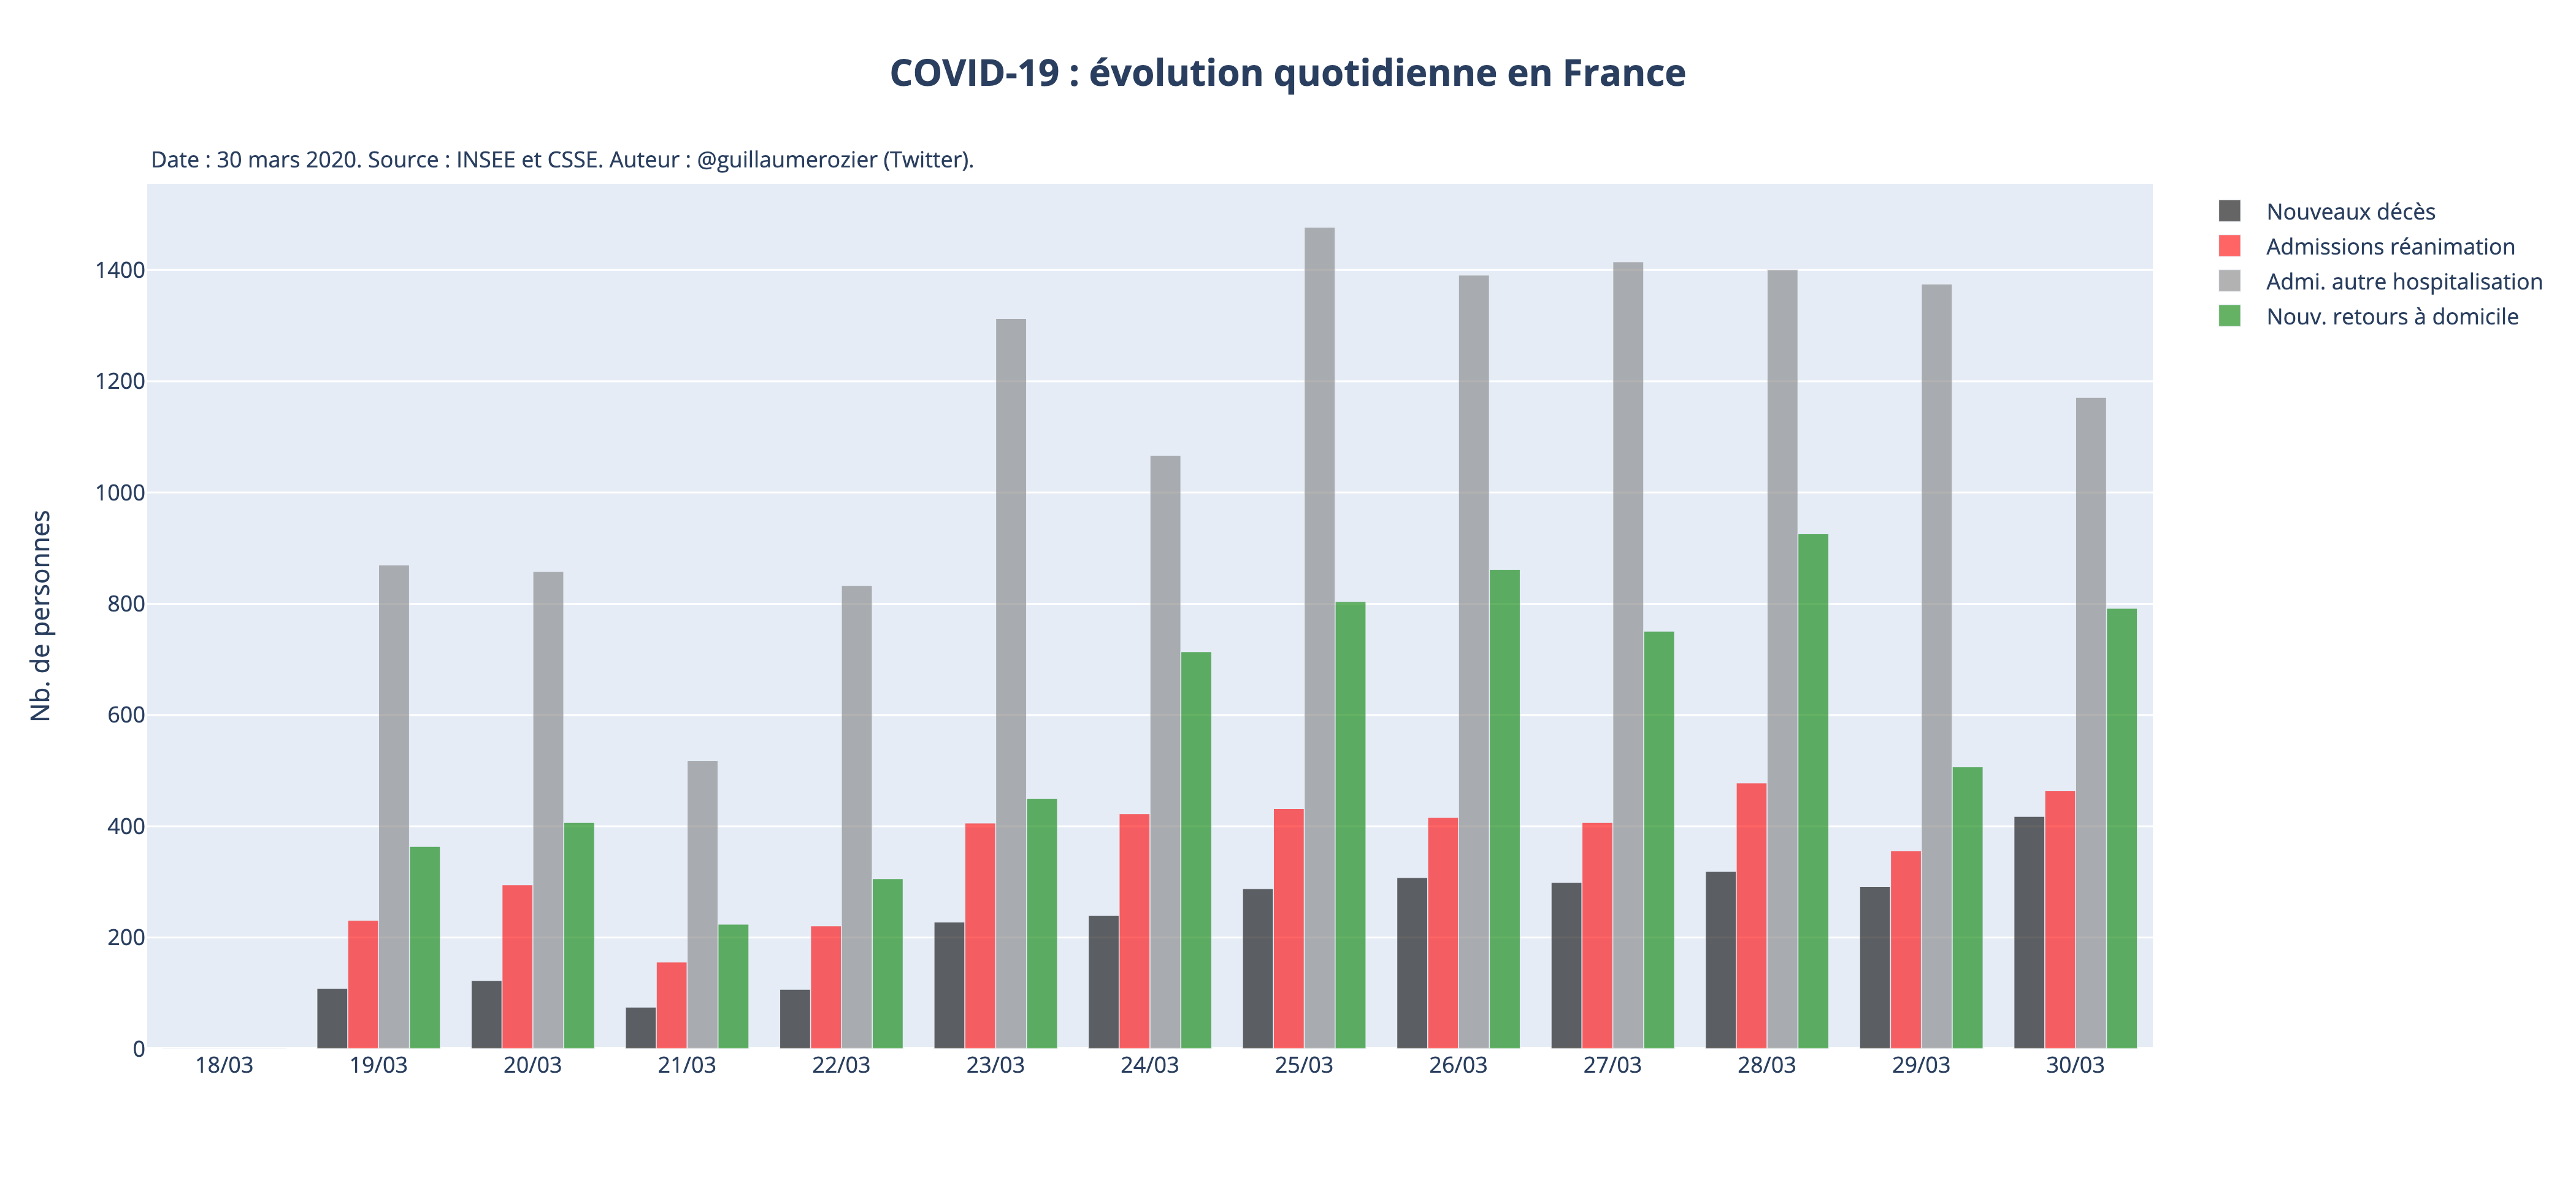 COVID-19 : évolution quotidienne en France
Date : 30 mars 2020. Source : INSEE et CSSE. Auteur : @guillaumerozier (Twitter).
Nouveaux décès
Admissions réanimation
Admi. autre hospitalisation
Nouv. retours à domicile
Nb. de personnes
1400
1200
1000
800
600
400
200
0
18/03 19/03 20/03 21/03 22/03 23/03 24/03 25/03 26/03 27/03 28/03 29/03 30/03